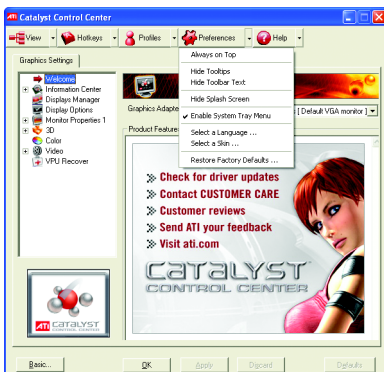 ATI Catalyst Control Center
View Hotkeys Profiles Preferences Help
Graphics Settings
Always on Top
Hide Tooltips
Hide Toolbar Text
Hide Splash Screen
Enable System Tray Menu
Select a Language ...
Select a Skin ...
Restore Factory Defaults ...
Welcome
Information Center
Displays Manager
Display Options
Monitor Properties 1
3D
Color
Video
VPU Recover
Graphics Adapte
[ Default VGA monitor ]
Product Feature
Check for driver updates
Contact CUSTOMER CARE
Customer reviews
Send ATI your feedback
Visit ati.com
CATALYST
CONTROL CENTER
ATI CATALYST
Basic...
OK
Apply
Discard
Defaults